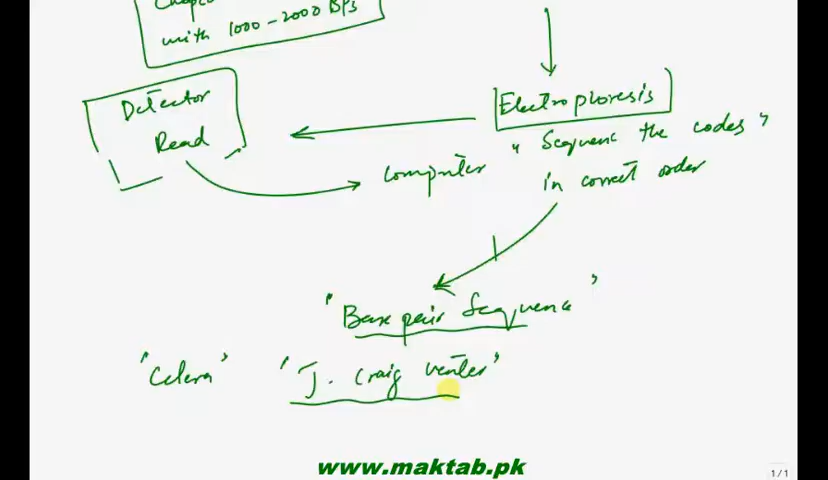 with 1000-2000 BPs
Detector
Read
Electrophoresis
" Sequenc the codes "
in correct order
computer
' Base pair Sequence '
'Celera' ' J. Craig venter '
www.maktab.pk
1/1